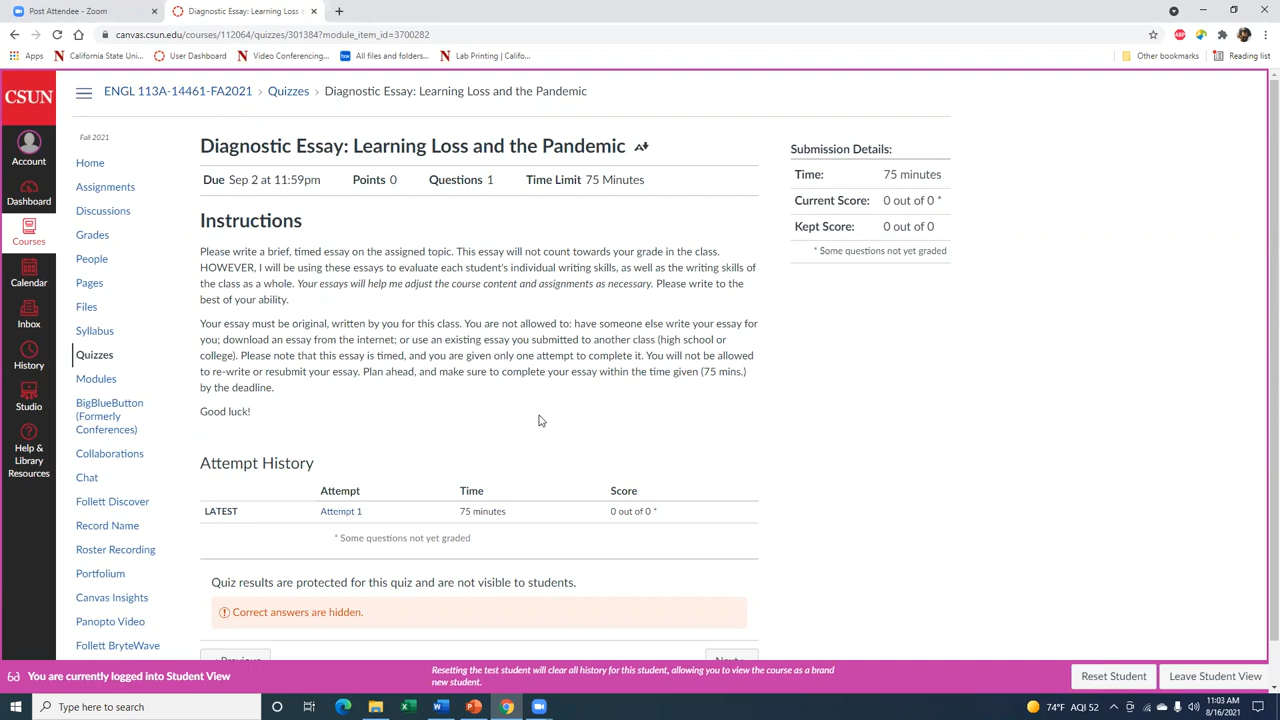 Post Attendee - Zoom
Diagnostic Essay: Learning Loss a
canvas.csun.edu/courses/112064/quizzes/301384?module_item_id=3700282
ABP
Apps
California State Uni...
User Dashboard
Video Conferencing...
All files and folders...
Lab Printing | Califo...
Other bookmarks
Reading list
CSUN
ENGL 113A-14461-FA2021 › Quizzes › Diagnostic Essay: Learning Loss and the Pandemic
Account
Dashboard
Courses
Calendar
Inbox
History
Studio
Help &
Library
Resources
Fall 2021
Home
Assignments
Discussions
Grades
People
Pages
Files
Syllabus
Quizzes
Modules
BigBlueButton
(Formerly
Conferences)
Collaborations
Chat
Follett Discover
Record Name
Roster Recording
Portfolium
Canvas Insights
Panopto Video
Follett BryteWave
Diagnostic Essay: Learning Loss and the Pandemic
Due Sep 2 at 11:59pm Points 0 Questions 1 Time Limit 75 Minutes
Instructions
Please write a brief, timed essay on the assigned topic. This essay will not count towards your grade in the class.
HOWEVER, I will be using these essays to evaluate each student's individual writing skills, as well as the writing skills of
the class as a whole. Your essays will help me adjust the course content and assignments as necessary. Please write to the
best of your ability.
Your essay must be original, written by you for this class. You are not allowed to: have someone else write your essay for
you; download an essay from the internet; or use an existing essay you submitted to another class (high school or
college). Please note that this essay is timed, and you are given only one attempt to complete it. You will not be allowed
to re-write or resubmit your essay. Plan ahead, and make sure to complete your essay within the time given (75 mins.)
by the deadline.
Good luck!
Attempt History
Attempt Time Score
LATEST Attempt 1 75 minutes 0 out of 0 *
* Some questions not yet graded
Quiz results are protected for this quiz and are not visible to students.
Correct answers are hidden.
‹ Previous
Next ›
Submission Details:
Time: 75 minutes
Current Score: 0 out of 0 *
Kept Score: 0 out of 0
* Some questions not yet graded
You are currently logged into Student View
Resetting the test student will clear all history for this student, allowing you to view the course as a brand
new student.
Reset Student
Leave Student View
Type here to search
74°F AQI 52
11:03 AM
8/16/2021